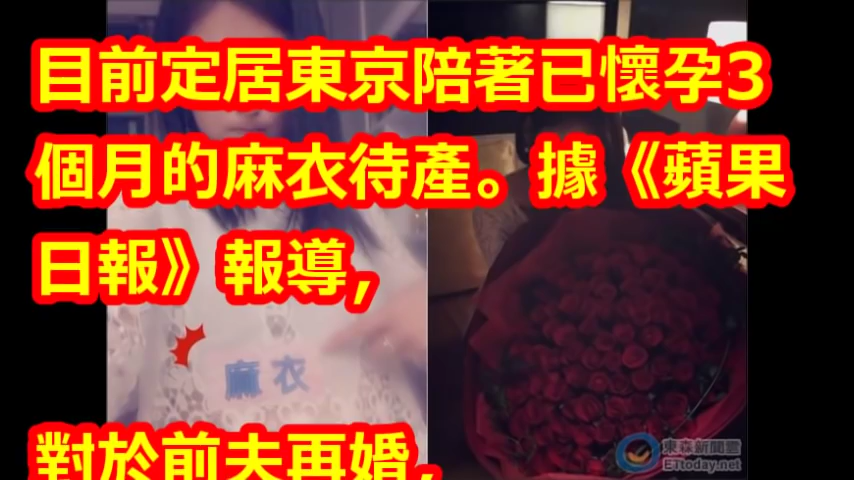 目前定居東京陪著已懷孕3
個月的麻衣待產。據《蘋果
日報》報導，
麻衣
對於前夫再婚，
東森新聞雲
ETtoday.net